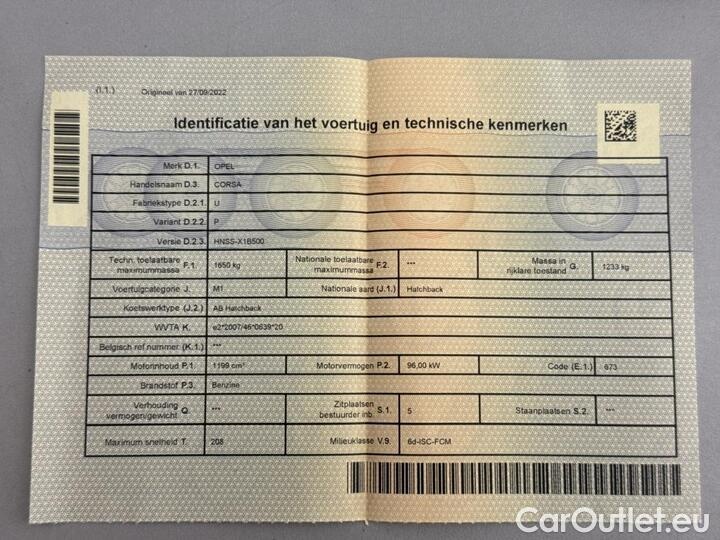 (I.1.) Origineel van 27/09/2022
Identificatie van het voertuig en technische kenmerken
Merk D.1. OPEL
Handelsnaam D.3. CORSA
Fabriekstype D.2.1. U
Variant D.2.2. P
Versie D.2.3. HNSS-X1B500
Techn. toelaatbare maximummassa F.1. 1650 kg Nationale toelaatbare maximummassa F.2. *** Massa in rijklare toestand G. 1233 kg
Voertuigcategorie J. M1 Nationale aard (J.1.) Hatchback
Koetswerktype (J.2.) AB Hatchback
WVTA K. e2*2007/46*0639*20
Belgisch ref.nummer (K.1.) ***
Motorinhoud P.1 1199 cm³ Motorvermogen P.2. 96,00 kW Code (E.1.) 673
Brandstof P.3. Benzine
Verhouding vermogen/gewicht Q. *** Zitplaatsen bestuurder inb. S.1. 5 Staanplaatsen S.2. ***
Maximum snelheid T. 208 Milieuklasse V.9. 6d-ISC-FCM
CarOutlet.eu